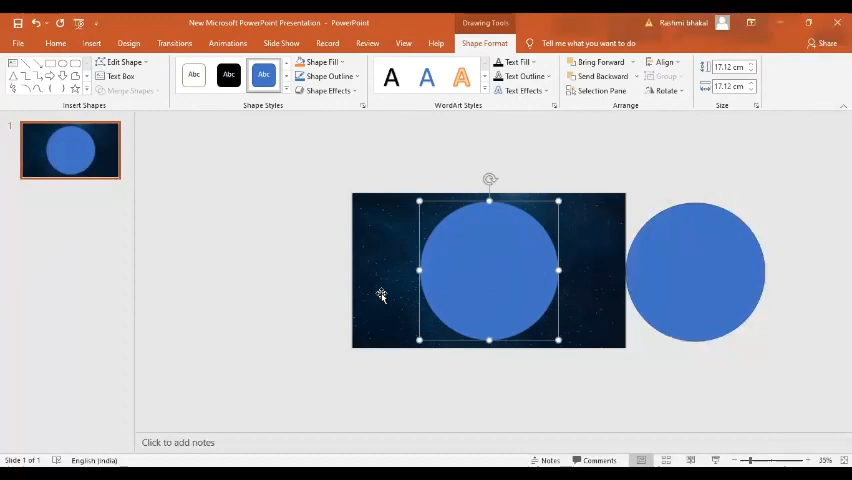 New Microsoft PowerPoint Presentation - PowerPoint
Drawing Tools
Rashmi bhakal
File Home Insert Design Transitions Animations Slide Show Record Review View Help Shape Format Tell me what you want to do Share
Edit Shape
Text Box
Merge Shapes
Insert Shapes
Abc Abc Abc
Shape Fill
Shape Outline
Shape Effects
Shape Styles
A A A
Text Fill
Text Outline
Text Effects
WordArt Styles
Bring Forward
Send Backward
Selection Pane
Align
Group
Rotate
Arrange
17.12 cm
17.12 cm
Size
1
Click to add notes
Slide 1 of 1 English (India) Notes Comments 35%